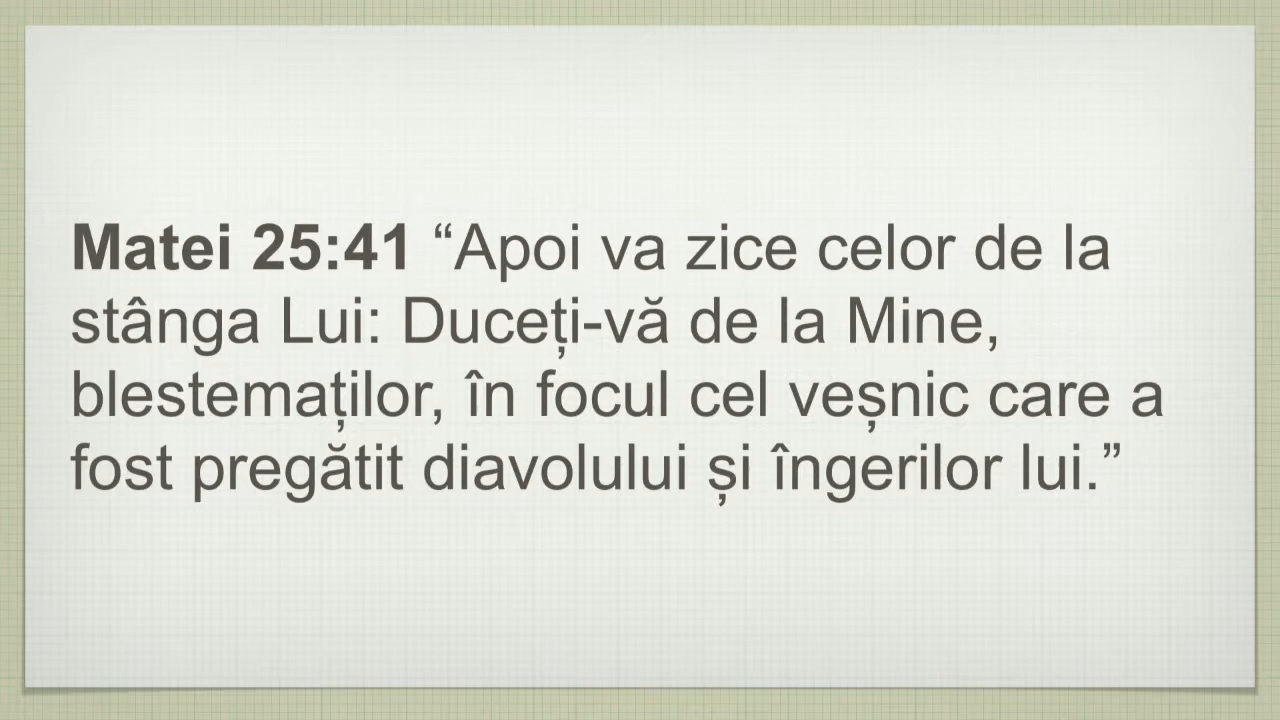 Matei 25:41 “Apoi va zice celor de la
stânga Lui: Duceți-vă de la Mine,
blestemaților, în focul cel veșnic care a
fost pregătit diavolului și îngerilor lui.”